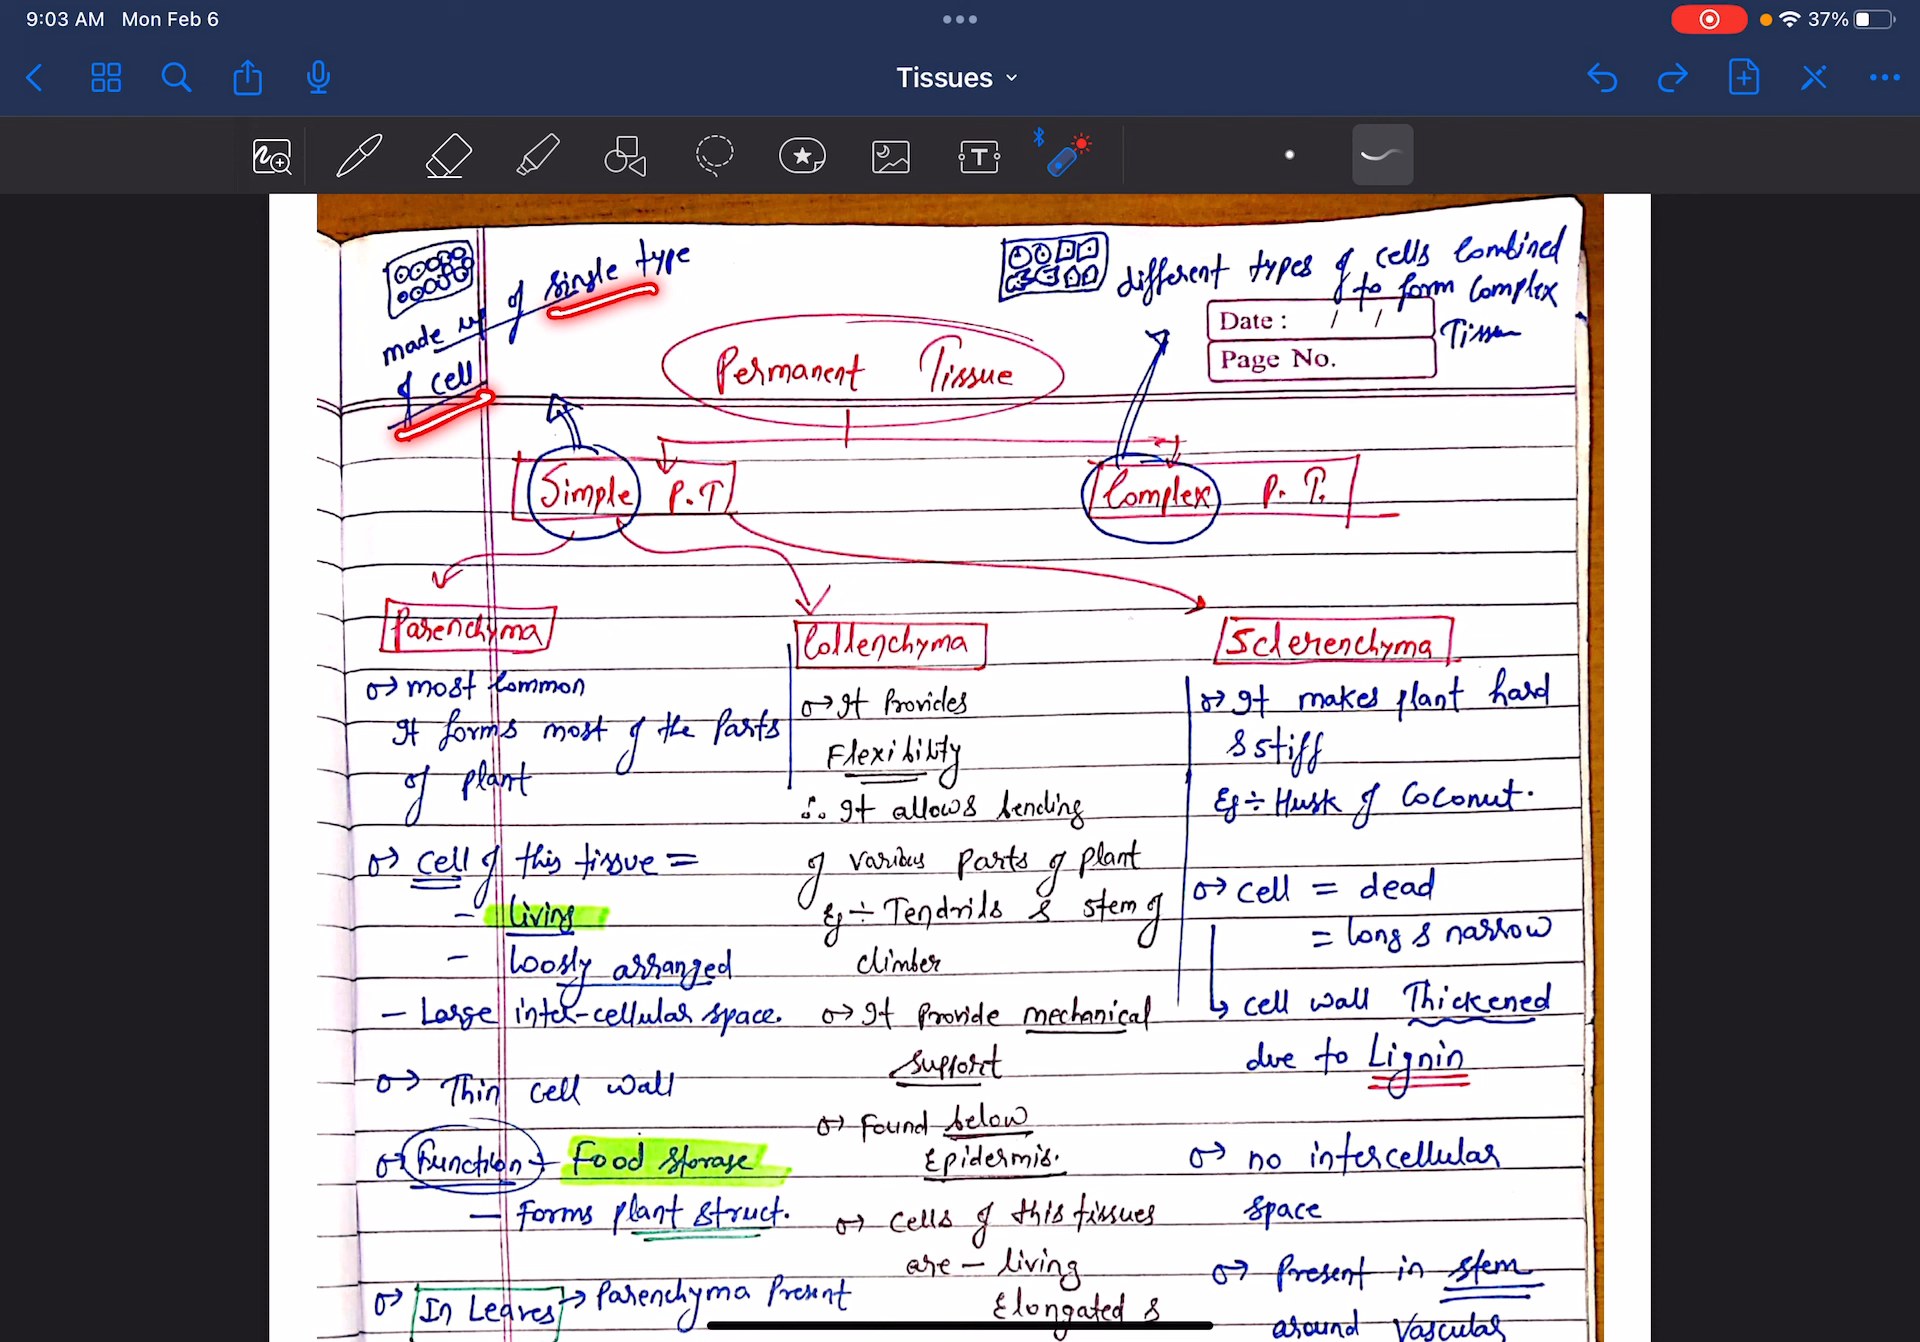 9:03 AM Mon Feb 6
37%
Tissues
made up of single type
of cell
different types of cells Combined
to form Complex
Tissue
Date : / /
Page No.
Permanent Tissue
Simple P.T
Complex P.T.
Parenchyma
most Common
It forms most of the Parts
of plant
cell of this tissue =
- living
- loosly arranged
- Large inter-cellular space.
Thin cell wall
Function - Food storage
- Forms plant struct.
In Leaves → Parenchyma Present
Collenchyma
It Provides
Flexibility
∴ It allows bending
of various Parts of plant
Eg ÷ Tendrils & stem of
climber
It Provide mechanical
Support
Found below
Epidermis.
Cells of this tissues
are - living
Elongated &
Sclerenchyma
It makes plant hard
& stiff
Eg ÷ Husk of Coconut.
cell = dead
= long & narrow
cell wall Thickened
due to Lignin
no intercellular
space
Present in stem
around Vascular